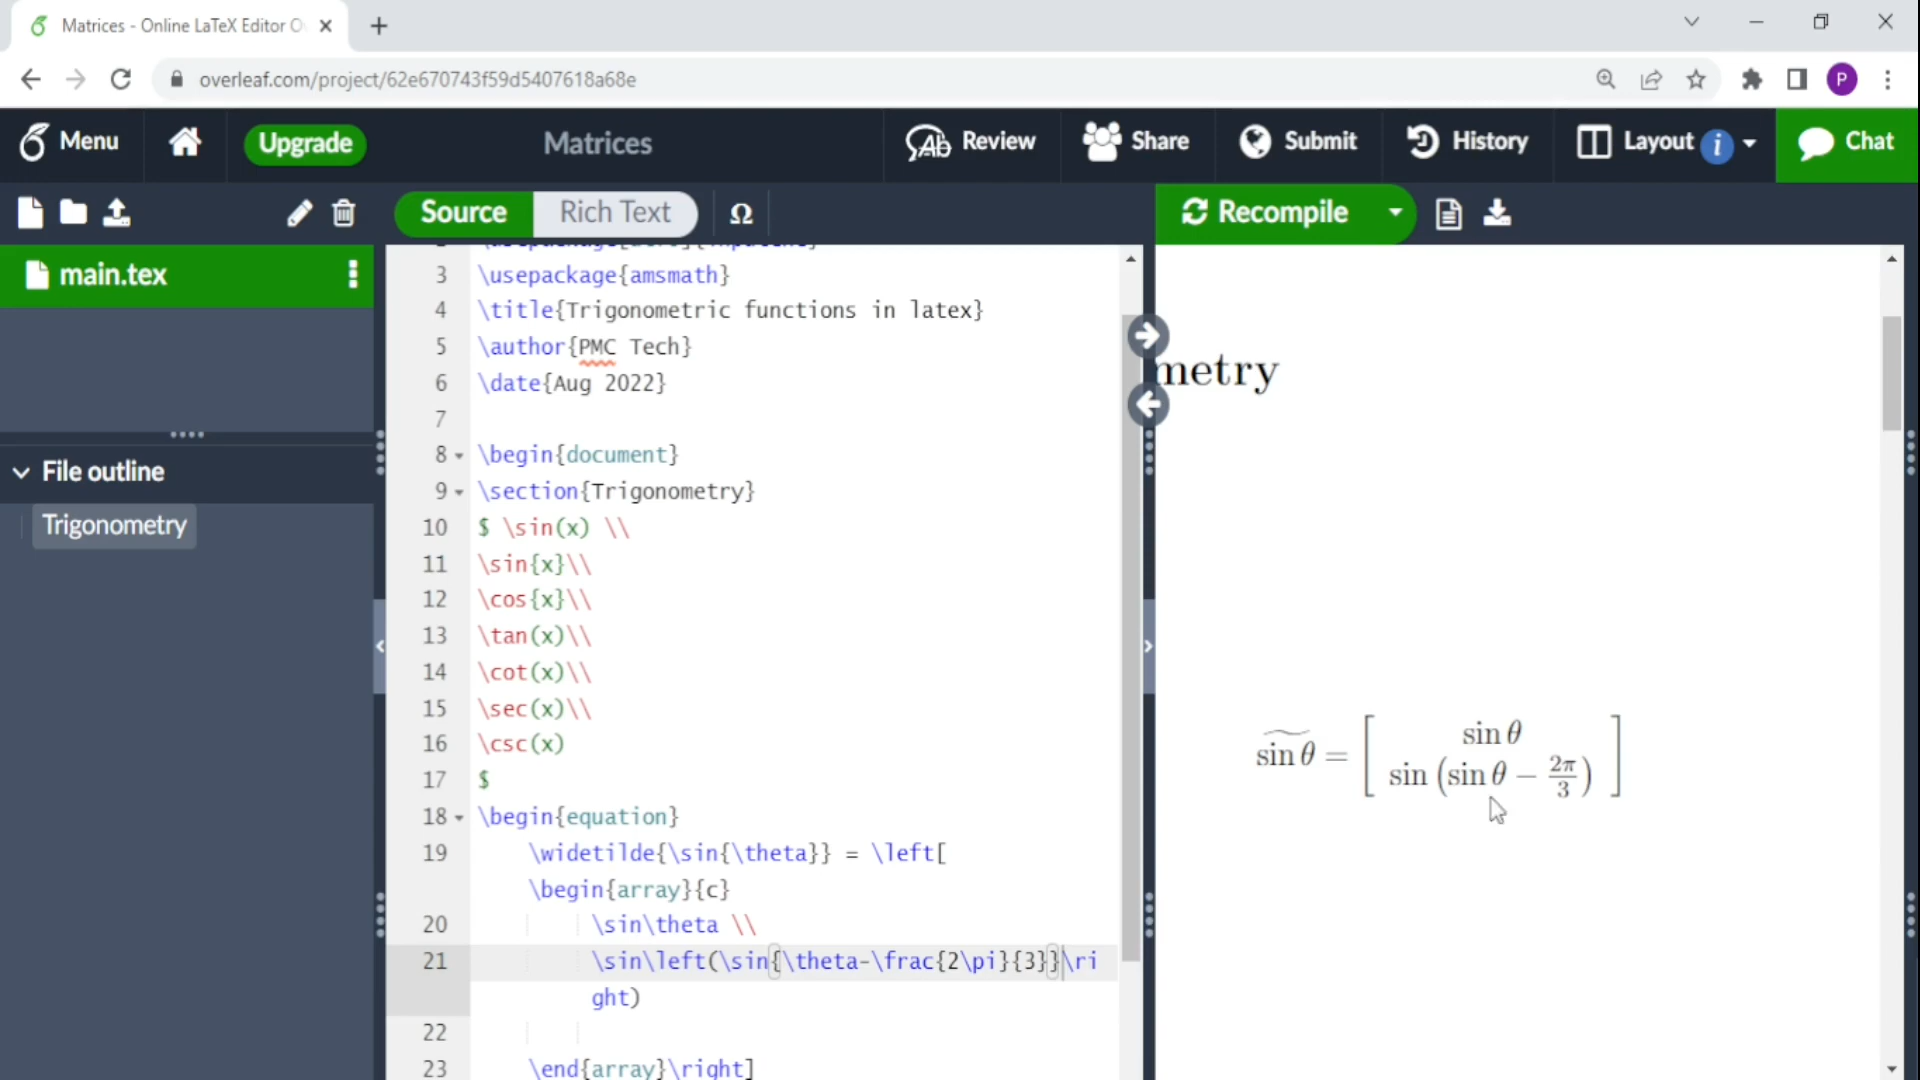 Matrices - Online LaTeX Editor O
overleaf.com/project/62e670743f59d5407618a68e
P
Menu
Upgrade
Matrices
Review
Share
Submit
History
Layout
Chat
Source
Rich Text
Ω
Recompile
main.tex
File outline
Trigonometry
3 \usepackage{amsmath}
4 \title{Trigonometric functions in latex}
5 \author{PMC Tech}
6 \date{Aug 2022}
7
8 \begin{document}
9 \section{Trigonometry}
10 $ \sin(x) \\
11 \sin{x}\\
12 \cos{x}\\
13 \tan(x)\\
14 \cot(x)\\
15 \sec(x)\\
16 \csc(x)
17 $
18 \begin{equation}
19 \widetilde{\sin{\theta}} = \left[
\begin{array}{c}
20 \sin\theta \\
21 \sin\left(\sin{\theta-\frac{2\pi}{3}}\ri
ght)
22
23 \end{array}\right]
metry
sin θ
sin θ = [ sin (sin θ − 2π/3) ]